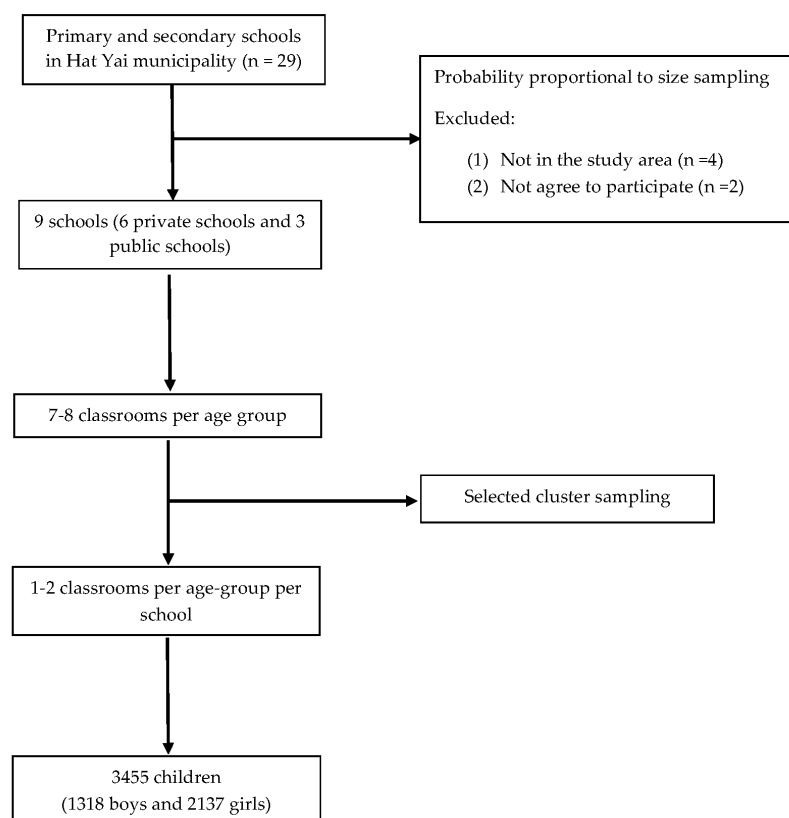 Primary and secondary schools
in Hat Yai municipality (n = 29)
Probability proportional to size sampling
Excluded:
(1) Not in the study area (n =4)
(2) Not agree to participate (n =2)
9 schools (6 private schools and 3
public schools)
7-8 classrooms per age group
Selected cluster sampling
1-2 classrooms per age-group per
school
3455 children
(1318 boys and 2137 girls)